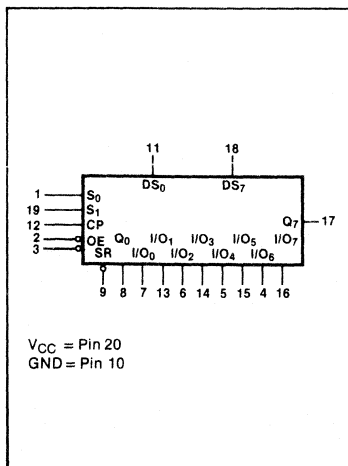 11 18
DS0 DS7
1 S0
19 S1
12 CP
Q7 17
2 OE Q0 I/O1 I/O3 I/O5 I/O7
3 SR I/O0 I/O2 I/O4 I/O6
9 8 7 13 6 14 5 15 4 16
VCC = Pin 20
GND = Pin 10